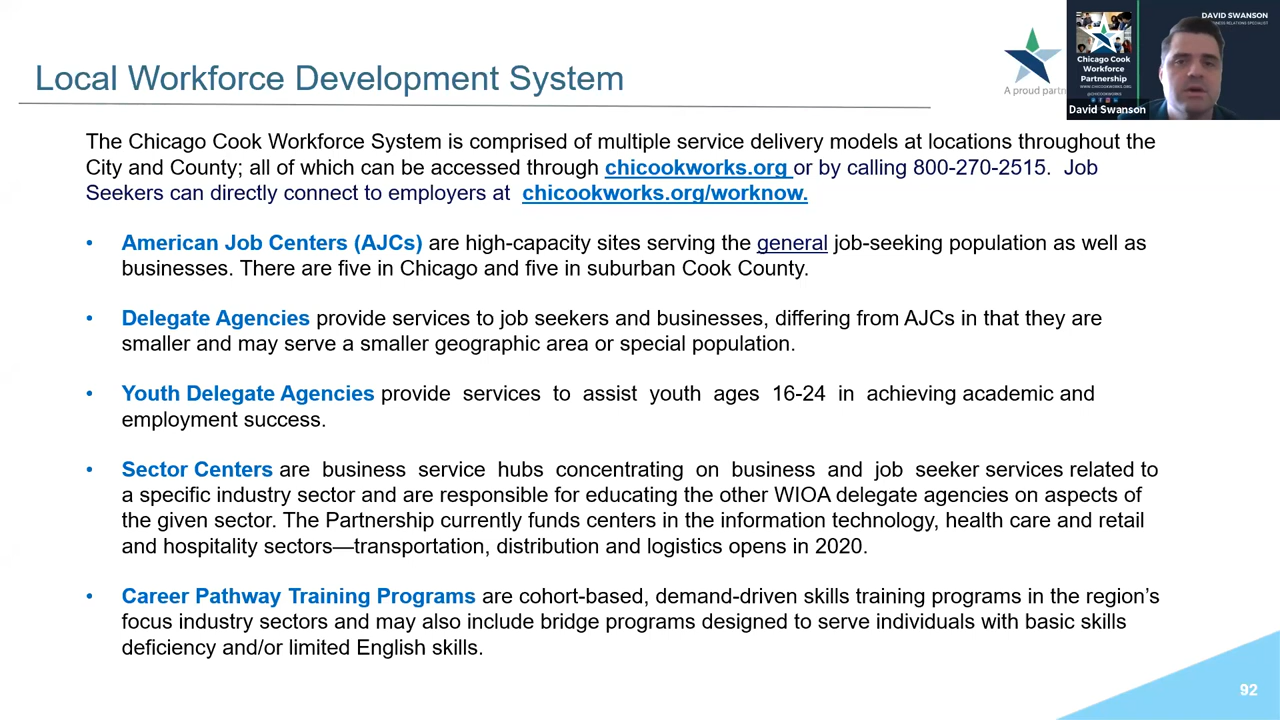 Local Workforce Development System
A proud partn
DAVID SWANSON
Chicago Cook
Workforce
Partnership
WWW.CHICOOKWORKS.ORG
@CHICOOKWORKS
David Swanson
The Chicago Cook Workforce System is comprised of multiple service delivery models at locations throughout the
City and County; all of which can be accessed through chicookworks.org or by calling 800-270-2515. Job
Seekers can directly connect to employers at chicookworks.org/worknow.
• American Job Centers (AJCs) are high-capacity sites serving the general job-seeking population as well as
businesses. There are five in Chicago and five in suburban Cook County.
• Delegate Agencies provide services to job seekers and businesses, differing from AJCs in that they are
smaller and may serve a smaller geographic area or special population.
• Youth Delegate Agencies provide services to assist youth ages 16-24 in achieving academic and
employment success.
• Sector Centers are business service hubs concentrating on business and job seeker services related to
a specific industry sector and are responsible for educating the other WIOA delegate agencies on aspects of
the given sector. The Partnership currently funds centers in the information technology, health care and retail
and hospitality sectors—transportation, distribution and logistics opens in 2020.
• Career Pathway Training Programs are cohort-based, demand-driven skills training programs in the region's
focus industry sectors and may also include bridge programs designed to serve individuals with basic skills
deficiency and/or limited English skills.
92